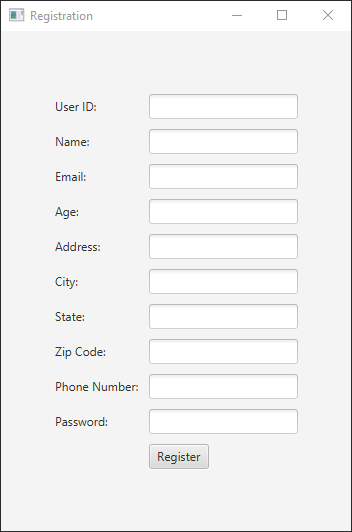 Registration
User ID:
Name:
Email:
Age:
Address:
City:
State:
Zip Code:
Phone Number:
Password:
Register